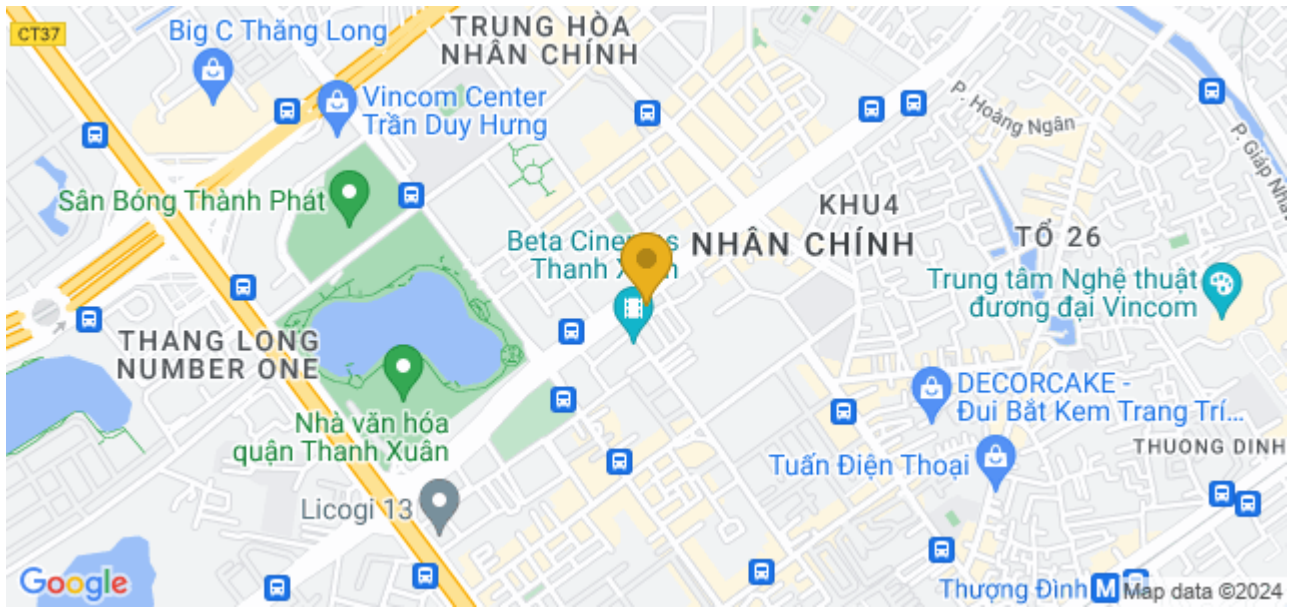 CT37
Big C Thăng Long
TRUNG HÒA
NHÂN CHÍNH
Vincom Center
Trần Duy Hưng
P. Hoàng Ngân
P. Giáp Nhấ
Sân Bóng Thành Phát
KHU4
Beta Cinemas
Thanh Xuân
NHÂN CHÍNH
TỔ 26
Trung tâm Nghệ thuật
đương đại Vincom
THANG LONG
NUMBER ONE
DECORCAKE -
Đui Bắt Kem Trang Trí...
Nhà văn hóa
quận Thanh Xuân
THUONG DINH
Tuấn Điện Thoại
Licogi 13
Google
Thượng Đình
M
Map data ©2024